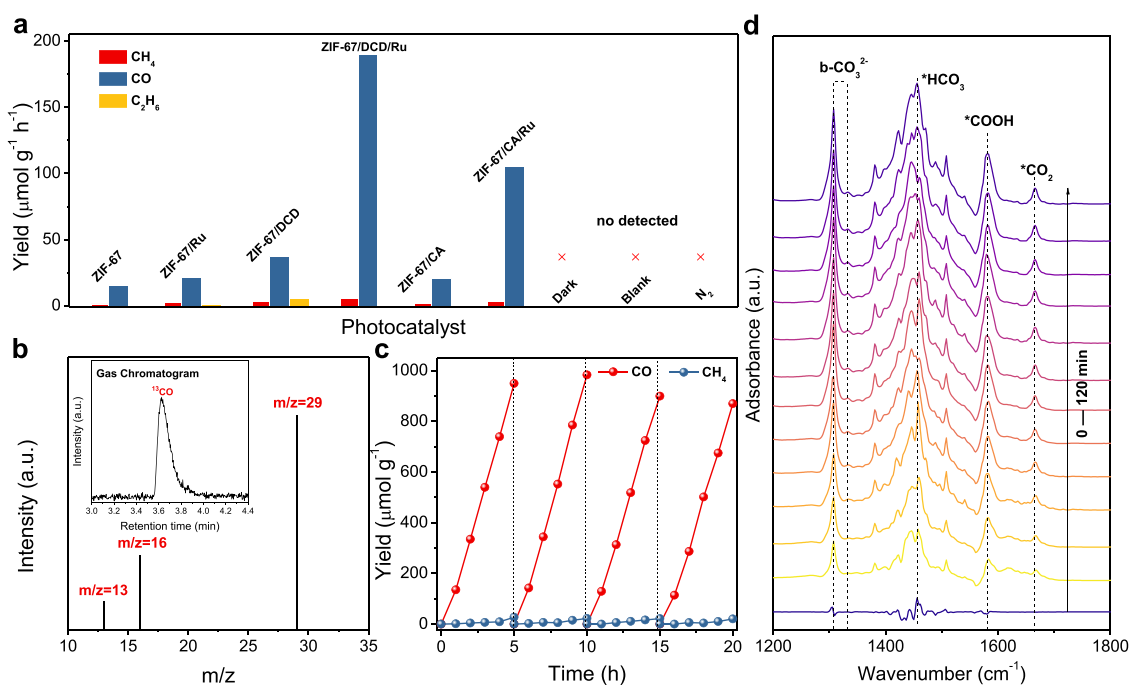 a
200
150
100
50
0
Yield (μmol g⁻¹ h⁻¹)
CH₄
CO
C₂H₆
ZIF-67
ZIF-67/Ru
ZIF-67/DCD
ZIF-67/DCD/Ru
ZIF-67/CA
ZIF-67/CA/Ru
no detected
Dark
Blank
N₂
Photocatalyst
b
Intensity (a.u.)
Gas Chromatogram
¹³CO
Intensity (a.u.)
3.0 3.2 3.4 3.6 3.8 4.0 4.2 4.4
Retention time (min)
m/z=29
m/z=16
m/z=13
10 15 20 25 30 35
m/z
c
CO CH₄
1000
800
600
400
200
0
Yield (μmol g⁻¹)
0 5 10 15 20
Time (h)
d
b-CO₃²⁻
*HCO₃
*COOH
*CO₂
Adsorbance (a.u.)
0 — 120 min
1200 1400 1600 1800
Wavenumber (cm⁻¹)